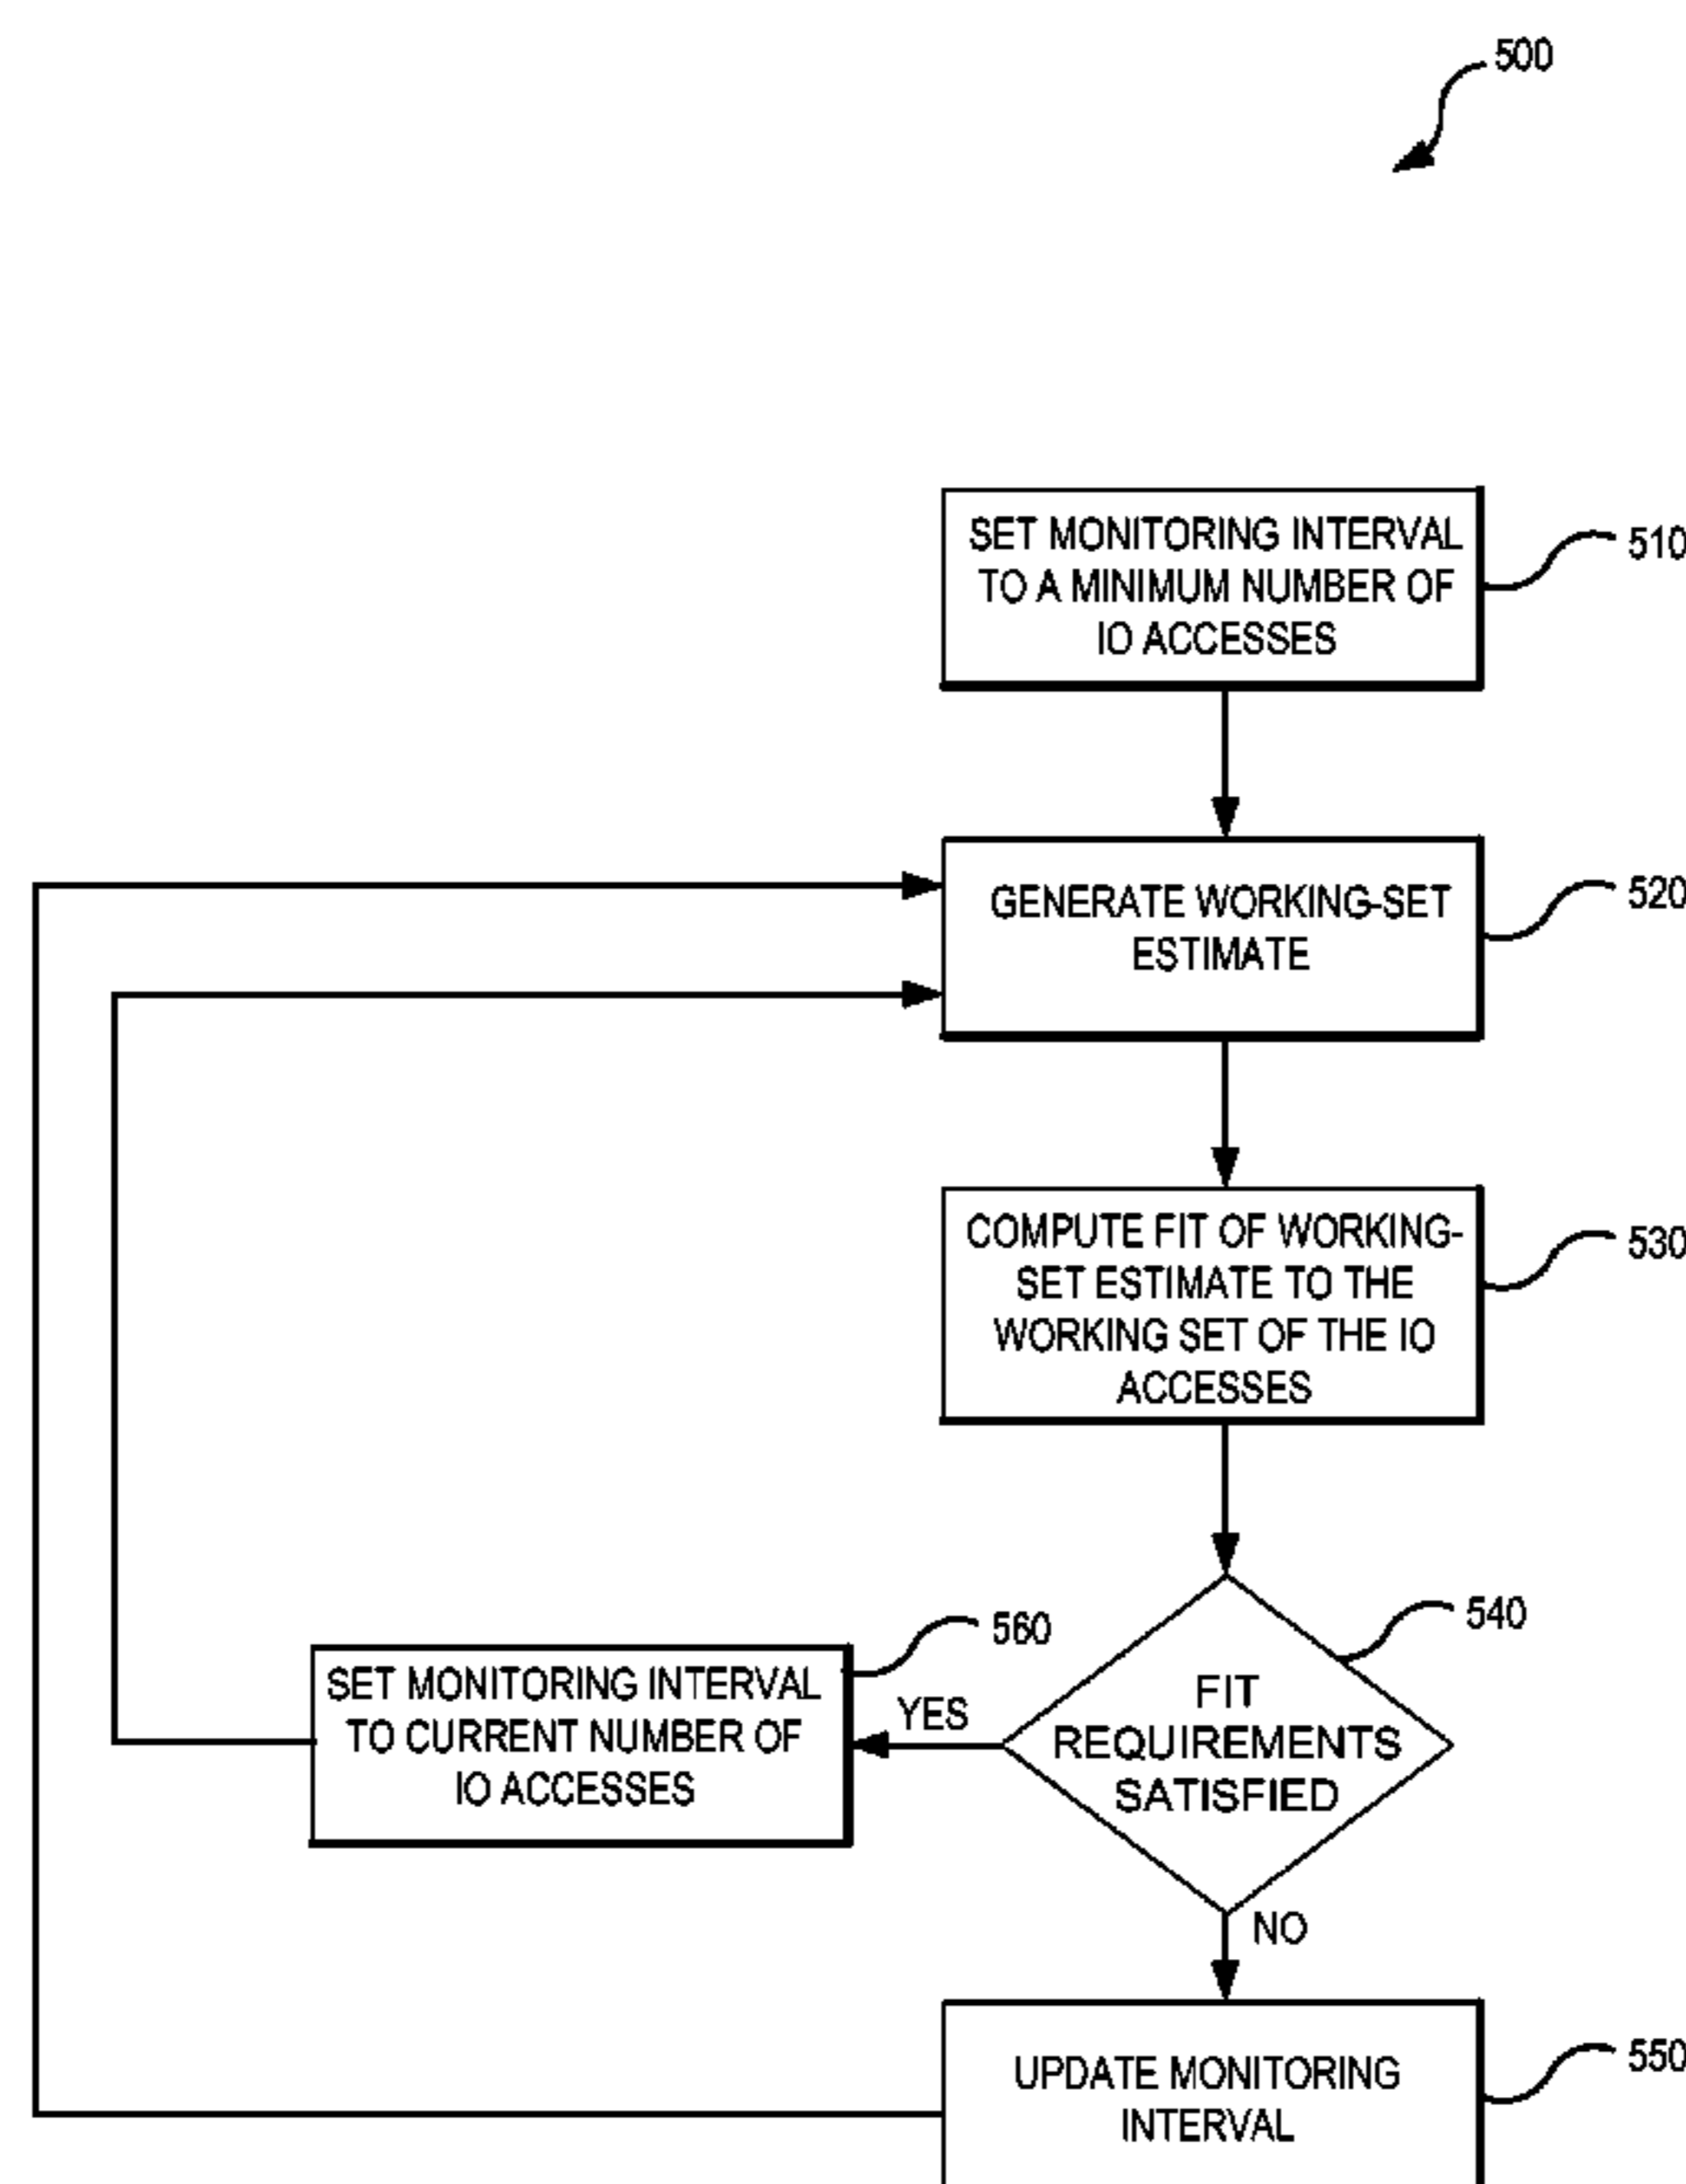 500
SET MONITORING INTERVAL
TO A MINIMUM NUMBER OF
IO ACCESSES
510
GENERATE WORKING-SET
ESTIMATE
520
COMPUTE FIT OF WORKING-
SET ESTIMATE TO THE
WORKING SET OF THE IO
ACCESSES
530
FIT
REQUIREMENTS
SATISFIED
540
YES
SET MONITORING INTERVAL
TO CURRENT NUMBER OF
IO ACCESSES
560
NO
UPDATE MONITORING
INTERVAL
550